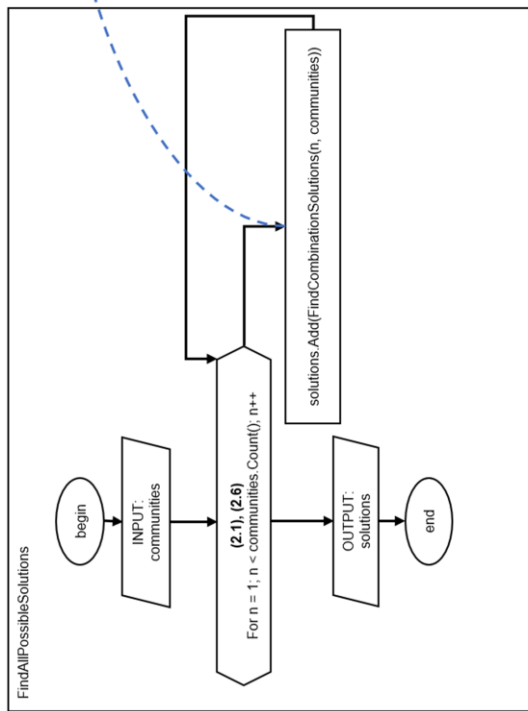 FindAllPossibleSolutions
begin
INPUT:
communities
(2.1), (2.6)
For n = 1; n < communities.Count(); n++
solutions.Add(FindCombinationSolutions(n, communities))
OUTPUT:
solutions
end